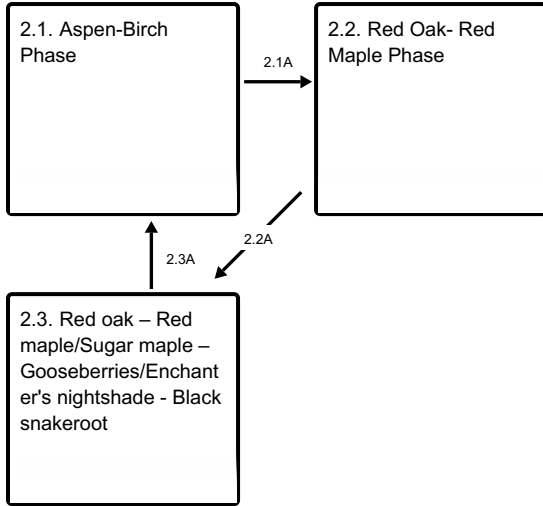 2.1. Aspen-Birch
Phase
2.1A
2.2. Red Oak- Red
Maple Phase
2.2A
2.3A
2.3. Red oak – Red
maple/Sugar maple –
Gooseberries/Enchant
er's nightshade - Black
snakeroot